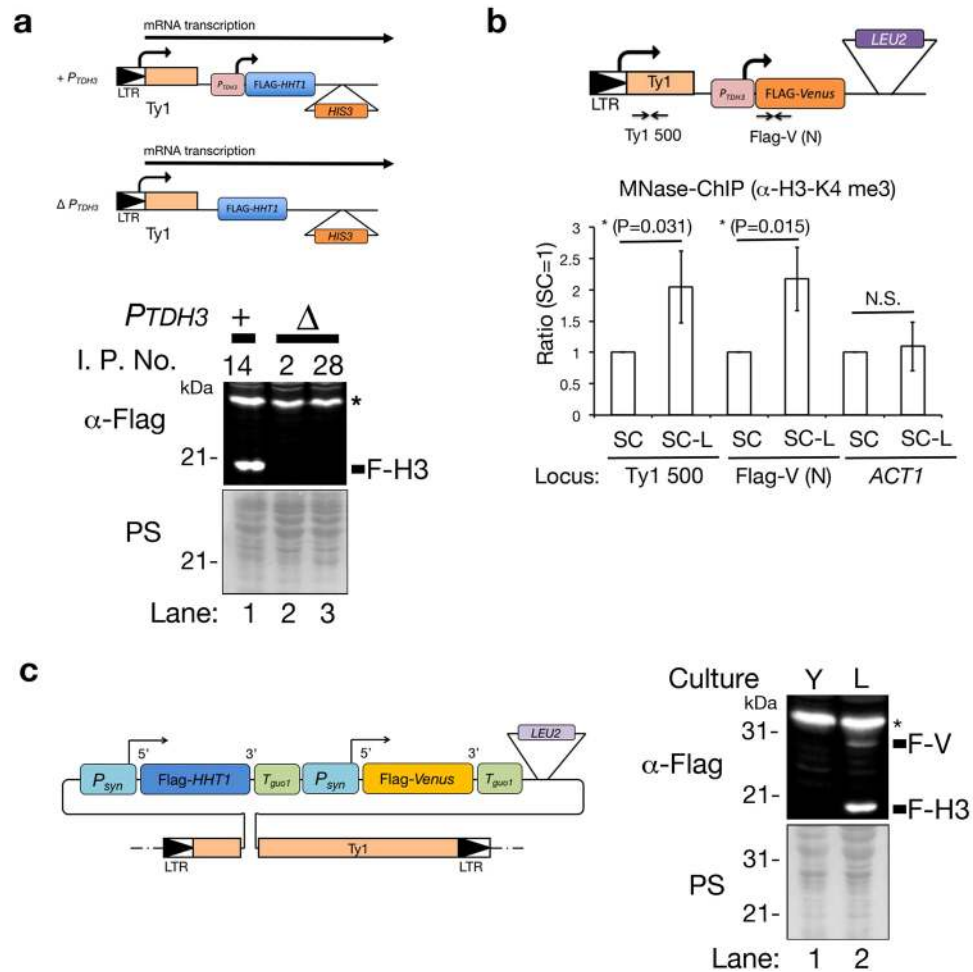 a
mRNA transcription
+ PTDH3
PTDH3 FLAG-HHT1
LTR
Ty1
HIS3
mRNA transcription
Δ PTDH3
FLAG-HHT1
LTR
Ty1
HIS3
PTDH3 + Δ
I. P. No. 14 2 28
kDa
α-Flag
*
21-
F-H3
PS
21-
Lane: 1 2 3
b
LEU2
Ty1 PTDH3 FLAG-Venus
LTR
Ty1 500 Flag-V (N)
MNase-ChIP (α-H3-K4 me3)
Ratio (SC=1)
3
2.5
2
1.5
1
0.5
0
* (P=0.031) * (P=0.015)
N.S.
SC SC-L SC SC-L SC SC-L
Locus: Ty1 500 Flag-V (N) ACT1
c
LEU2
5' 3' 5' 3'
Psyn Flag-HHT1 Tguo1 Psyn Flag-Venus Tguo1
Ty1
LTR LTR
Culture Y L
kDa
31-
*
F-V
α-Flag
21-
F-H3
31-
PS
21-
Lane: 1 2